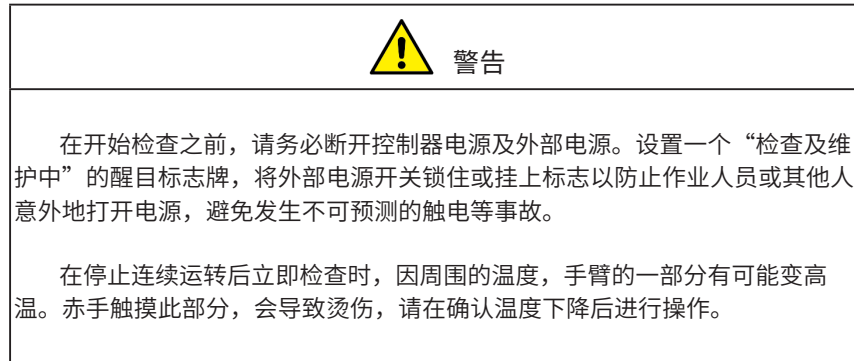 警告
在开始检查之前，请务必断开控制器电源及外部电源。设置一个“检查及维
护中”的醒目标志牌，将外部电源开关锁住或挂上标志以防止作业人员或其他人
意外地打开电源，避免发生不可预测的触电等事故。
在停止连续运转后立即检查时，因周围的温度，手臂的一部分有可能变高
温。赤手触摸此部分，会导致烫伤，请在确认温度下降后进行操作。